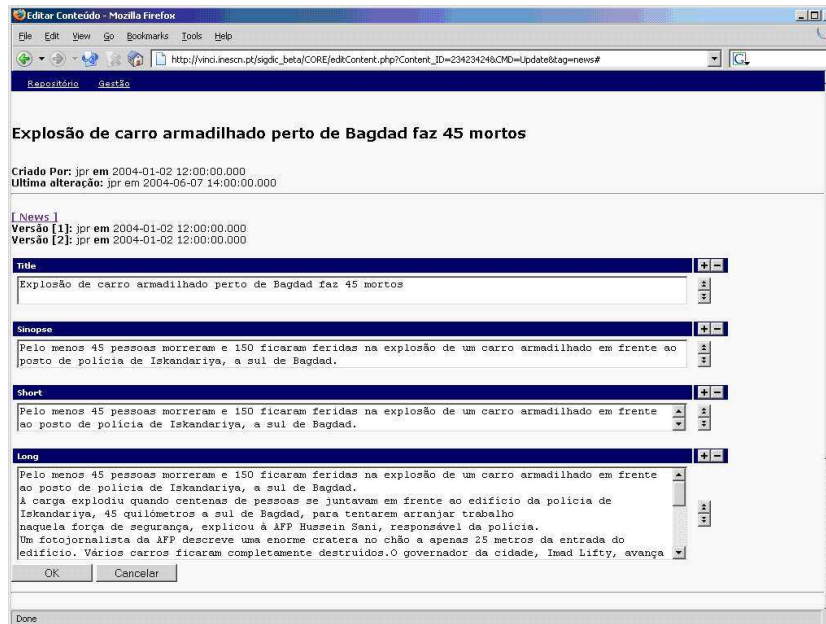 Editar Conteúdo - Mozilla Firefox
File Edit View Go Bookmarks Tools Help
http://vinci.inescn.pt/sigdic_beta/CORE/editContent.php?Content_ID=23423424&CMD=Update&tag=news#
Repositório Gestão
Explosão de carro armadilhado perto de Bagdad faz 45 mortos
Criado Por: jpr em 2004-01-02 12:00:00.000
Ultima alteração: jpr em 2004-06-07 14:00:00.000
[ News ]
Versão [1]: jpr em 2004-01-02 12:00:00.000
Versão [2]: jpr em 2004-01-02 12:00:00.000
Title
Explosão de carro armadilhado perto de Bagdad faz 45 mortos
Sinopse
Pelo menos 45 pessoas morreram e 150 ficaram feridas na explosão de um carro armadilhado em frente ao
posto de polícia de Iskandariya, a sul de Bagdad.
Short
Pelo menos 45 pessoas morreram e 150 ficaram feridas na explosão de um carro armadilhado em frente
ao posto de polícia de Iskandariya, a sul de Bagdad.
Long
Pelo menos 45 pessoas morreram e 150 ficaram feridas na explosão de um carro armadilhado em frente
ao posto de polícia de Iskandariya, a sul de Bagdad.
A carga explodiu quando centenas de pessoas se juntavam em frente ao edifício da polícia de
Iskandariya, 45 quilómetros a sul de Bagdad, para tentarem arranjar trabalho
naquela força de segurança, explicou à AFP Hussein Sani, responsável da polícia.
Um fotojornalista da AFP descreve uma enorme cratera no chão a apenas 25 metros da entrada do
edifício. Vários carros ficaram completamente destruídos.O governador da cidade, Imad Lifty, avança
OK Cancelar
Done